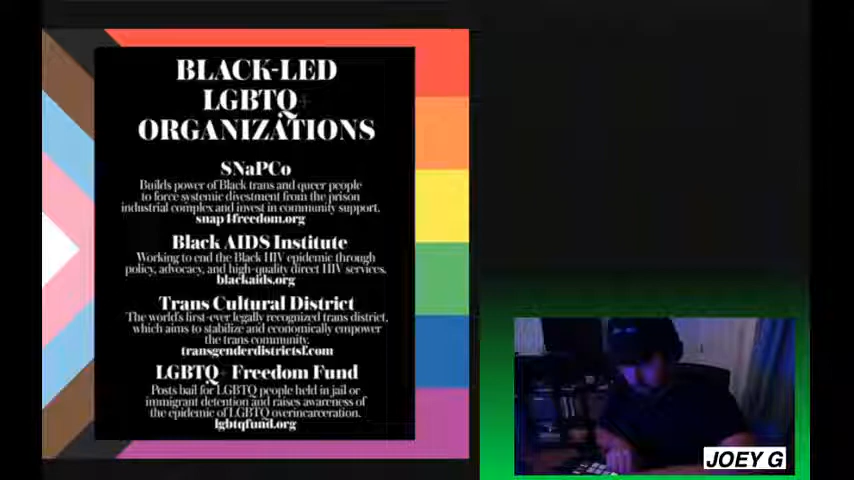 BLACK-LED
LGBTQ+
ORGANIZATIONS
SNaPCo
Builds power of Black trans and queer people
to force systemic divestment from the prison
industrial complex and invest in community support.
snap4freedom.org
Black AIDS Institute
Working to end the Black HIV epidemic through
policy, advocacy, and high-quality direct HIV services.
blackaids.org
Trans Cultural District
The world's first-ever legally recognized trans district,
which aims to stabilize and economically empower
the trans community.
transgenderdistrictsf.com
LGBTQ+ Freedom Fund
Posts bail for LGBTQ people held in jail or
immigrant detention and raises awareness of
the epidemic of LGBTQ overincarceration.
lgbtqfund.org
JOEY G